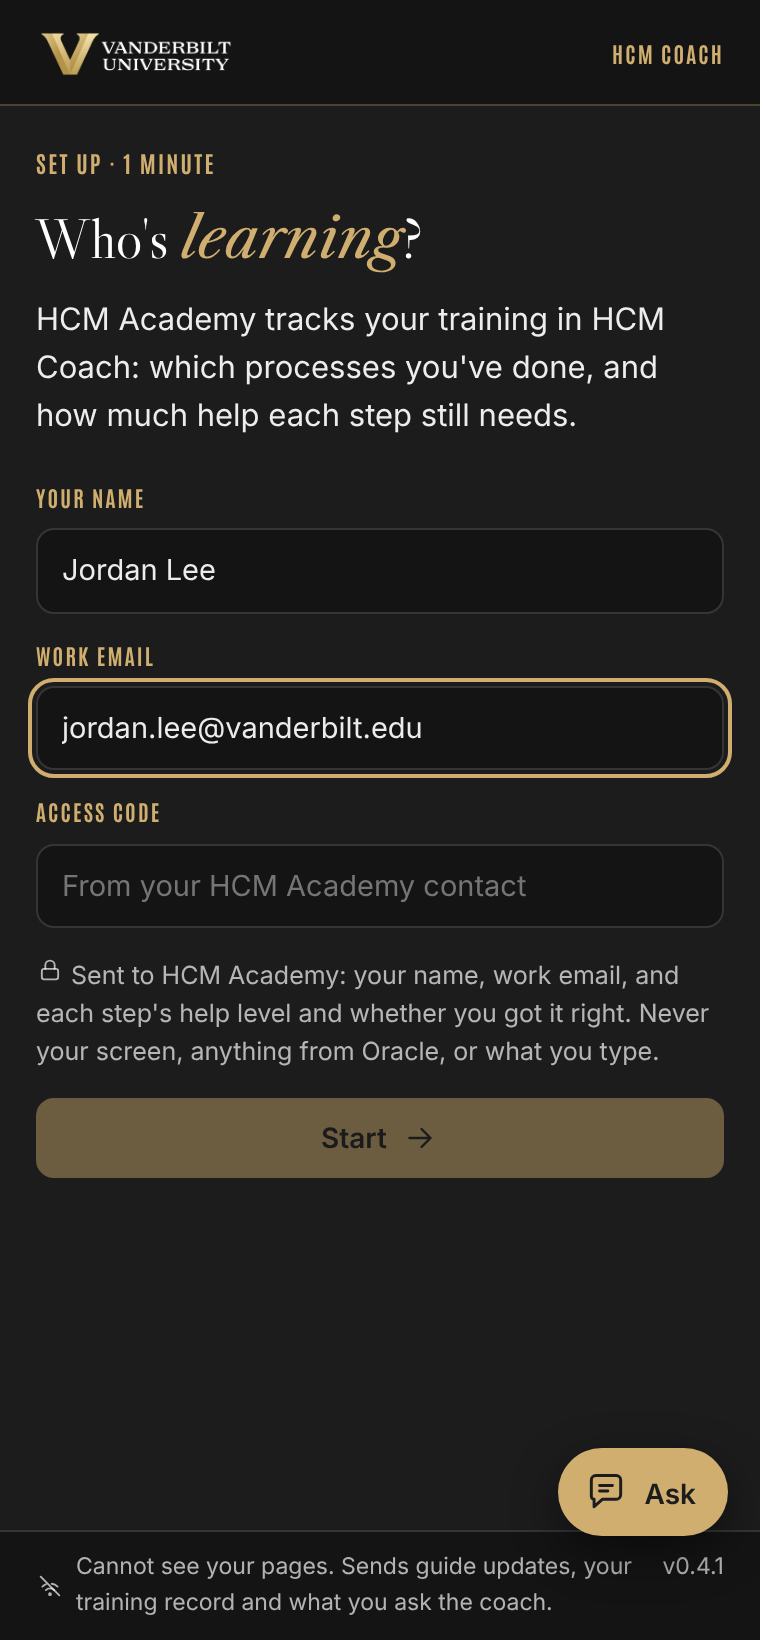 VANDERBILT
UNIVERSITY
HCM COACH
SET UP · 1 MINUTE
Who's learning?
HCM Academy tracks your training in HCM
Coach: which processes you've done, and
how much help each step still needs.
YOUR NAME
Jordan Lee
WORK EMAIL
jordan.lee@vanderbilt.edu
ACCESS CODE
From your HCM Academy contact
Sent to HCM Academy: your name, work email, and
each step's help level and whether you got it right. Never
your screen, anything from Oracle, or what you type.
Start →
Ask
Cannot see your pages. Sends guide updates, your
training record and what you ask the coach.
v0.4.1